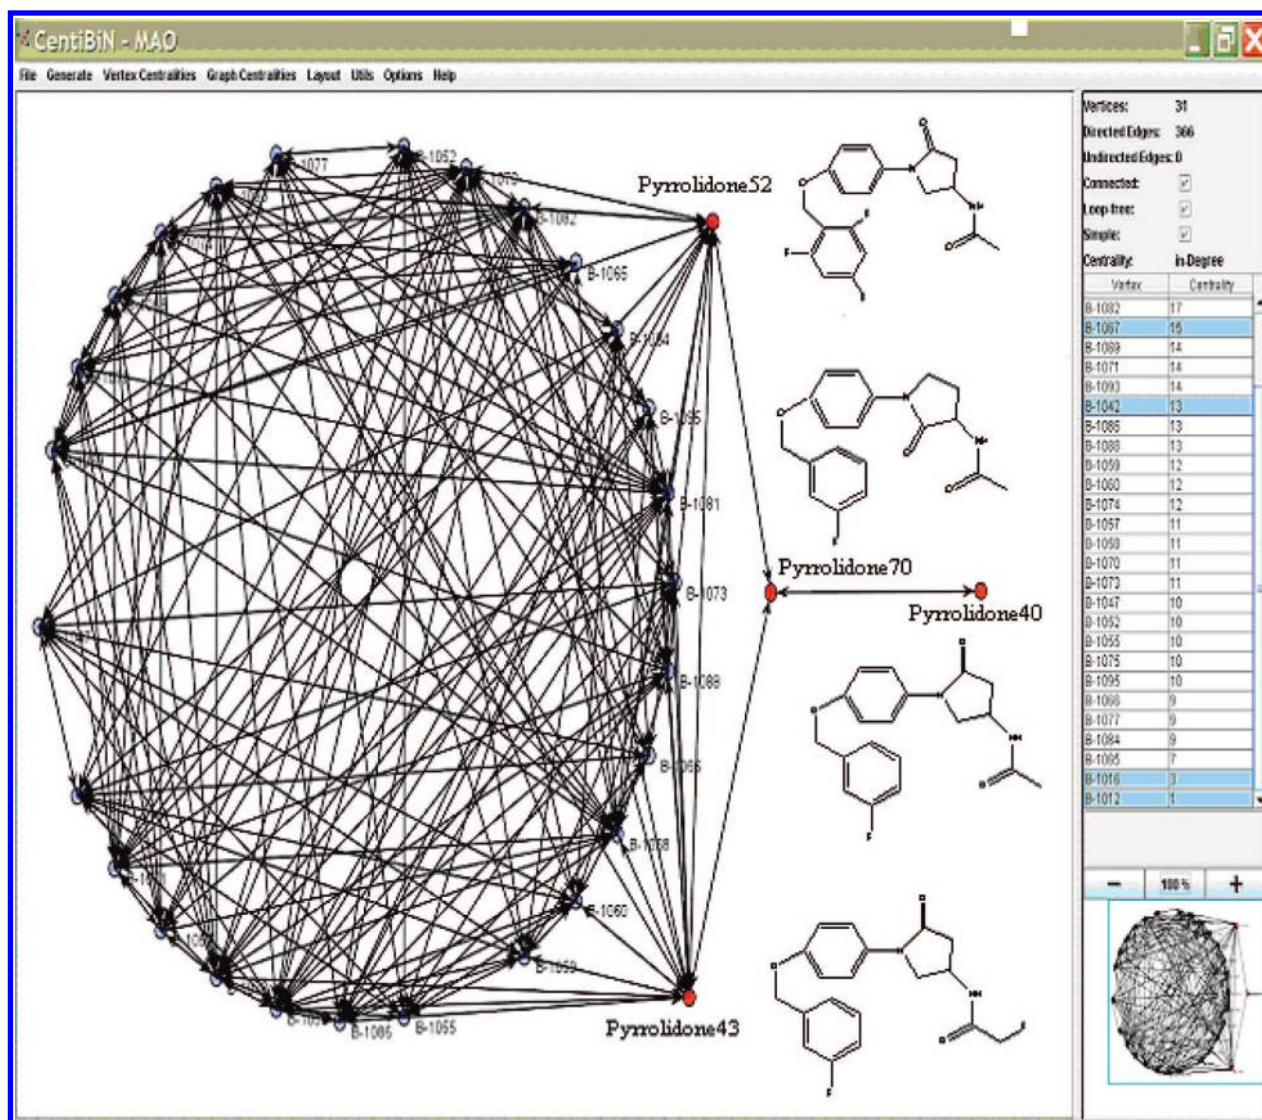 CentiBiN - MAO
File Generate Vertex Centralities Graph Centralities Layout Utils Options Help
Vertices: 31
Directed Edges: 366
Undirected Edges: 0
Connected:
Loop-free:
Simple:
Centrality: in-Degree
Vertex Centrality
B-1082 17
B-1067 15
B-1089 14
B-1071 14
B-1093 14
B-1042 13
B-1086 13
B-1088 13
B-1059 12
B-1060 12
B-1074 12
B-1057 11
B-1058 11
B-1070 11
B-1073 11
B-1047 10
B-1052 10
B-1055 10
B-1075 10
B-1095 10
B-1066 9
B-1077 9
B-1084 9
B-1065 7
B-1016 3
B-1012 1
100 %
-1077
B-1052
B-1082
B-1065
B-1084
B-1095
B-1081
B-1073
B-1088
B-1058
B-1060
B-1059
B-1055
B-1086
Pyrrolidone52
Pyrrolidone70
Pyrrolidone40
Pyrrolidone43